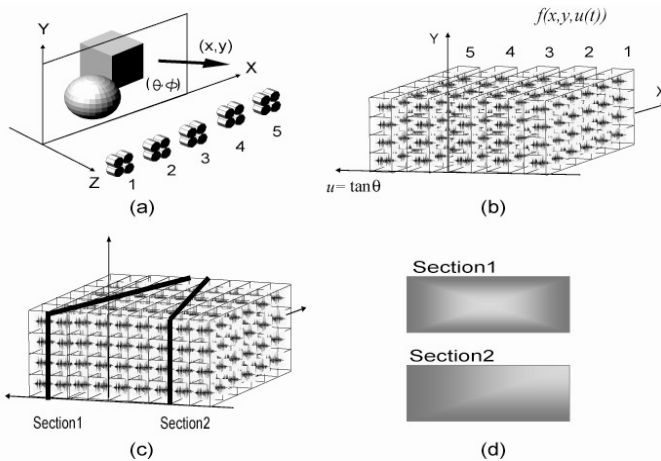 Y
(x,y)
X
(θ,φ)
Z
1
2
3
4
5
(a)
f(x,y,u(t))
Y
5 4 3 2 1
X
u = tanθ
(b)
Section1
Section2
(c)
Section1
Section2
(d)